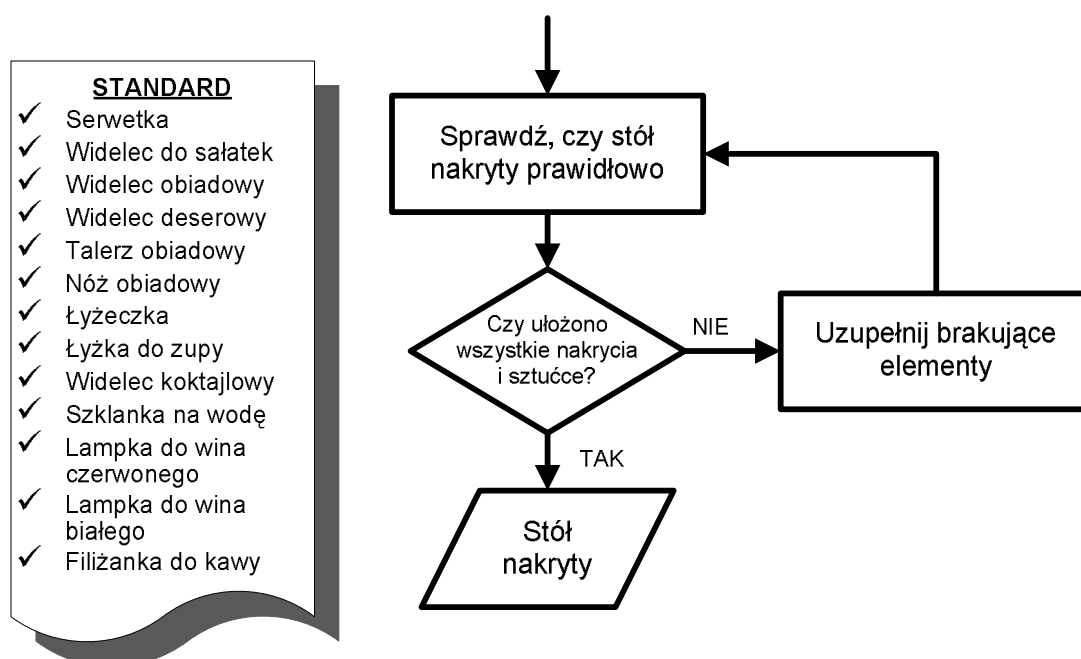 STANDARD
Serwetka
Widelec do sałatek
Widelec obiadowy
Widelec deserowy
Talerz obiadowy
Nóż obiadowy
Łyżeczka
Łyżka do zupy
Widelec koktajlowy
Szklanka na wodę
Lampka do wina
czerwonego
Lampka do wina
białego
Filiżanka do kawy
Sprawdź, czy stół
nakryty prawidłowo
Czy ułożono
wszystkie nakrycia
i sztućce?
NIE
Uzupełnij brakujące
elementy
TAK
Stół
nakryty